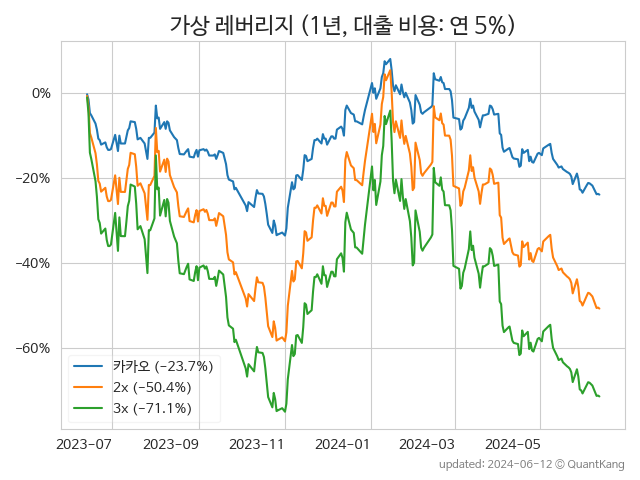 가상 레버리지 (1년, 대출 비용: 연 5%)
0%
−20%
−40%
−60%
카카오 (−23.7%)
2x (−50.4%)
3x (−71.1%)
2023-07 2023-09 2023-11 2024-01 2024-03 2024-05
updated: 2024-06-12 © QuantKang